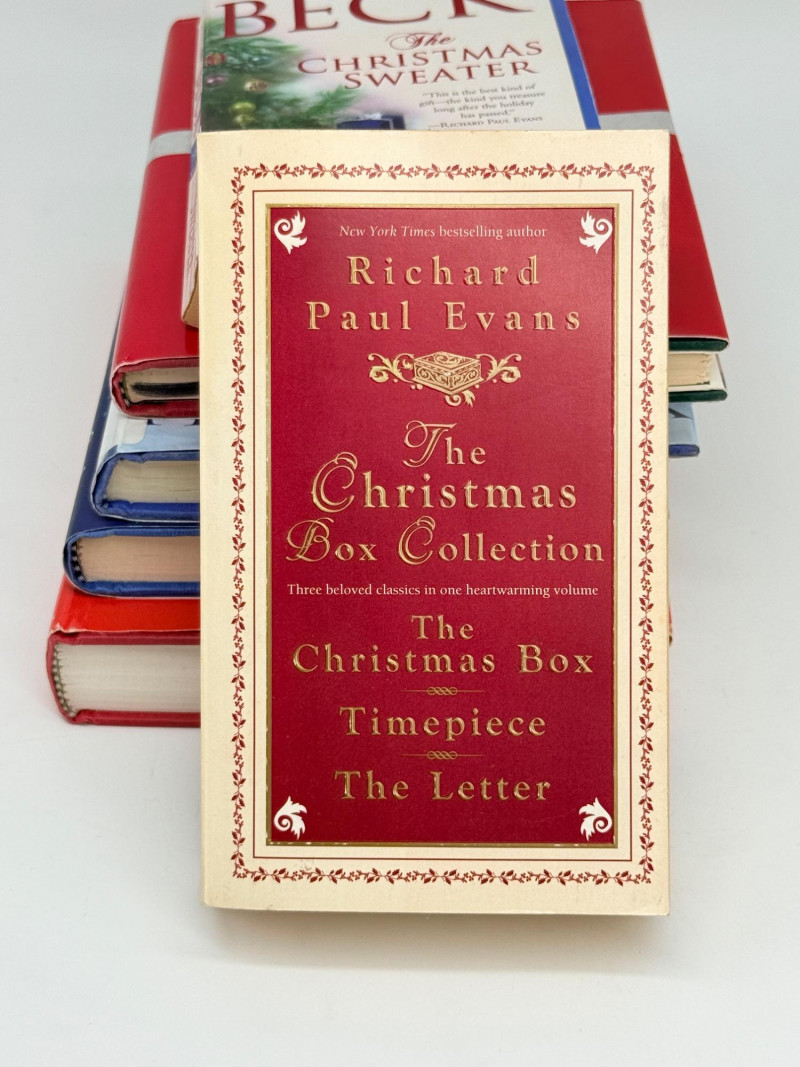 BECK
The
CHRISTMAS
SWEATER
"This is the best kind of
gift—the kind you treasure
long after the holiday
has passed."
—RICHARD PAUL EVANS
New York Times bestselling author
Richard
Paul Evans
The
Christmas
Box Collection
Three beloved classics in one heartwarming volume
The
Christmas Box
Timepiece
The Letter